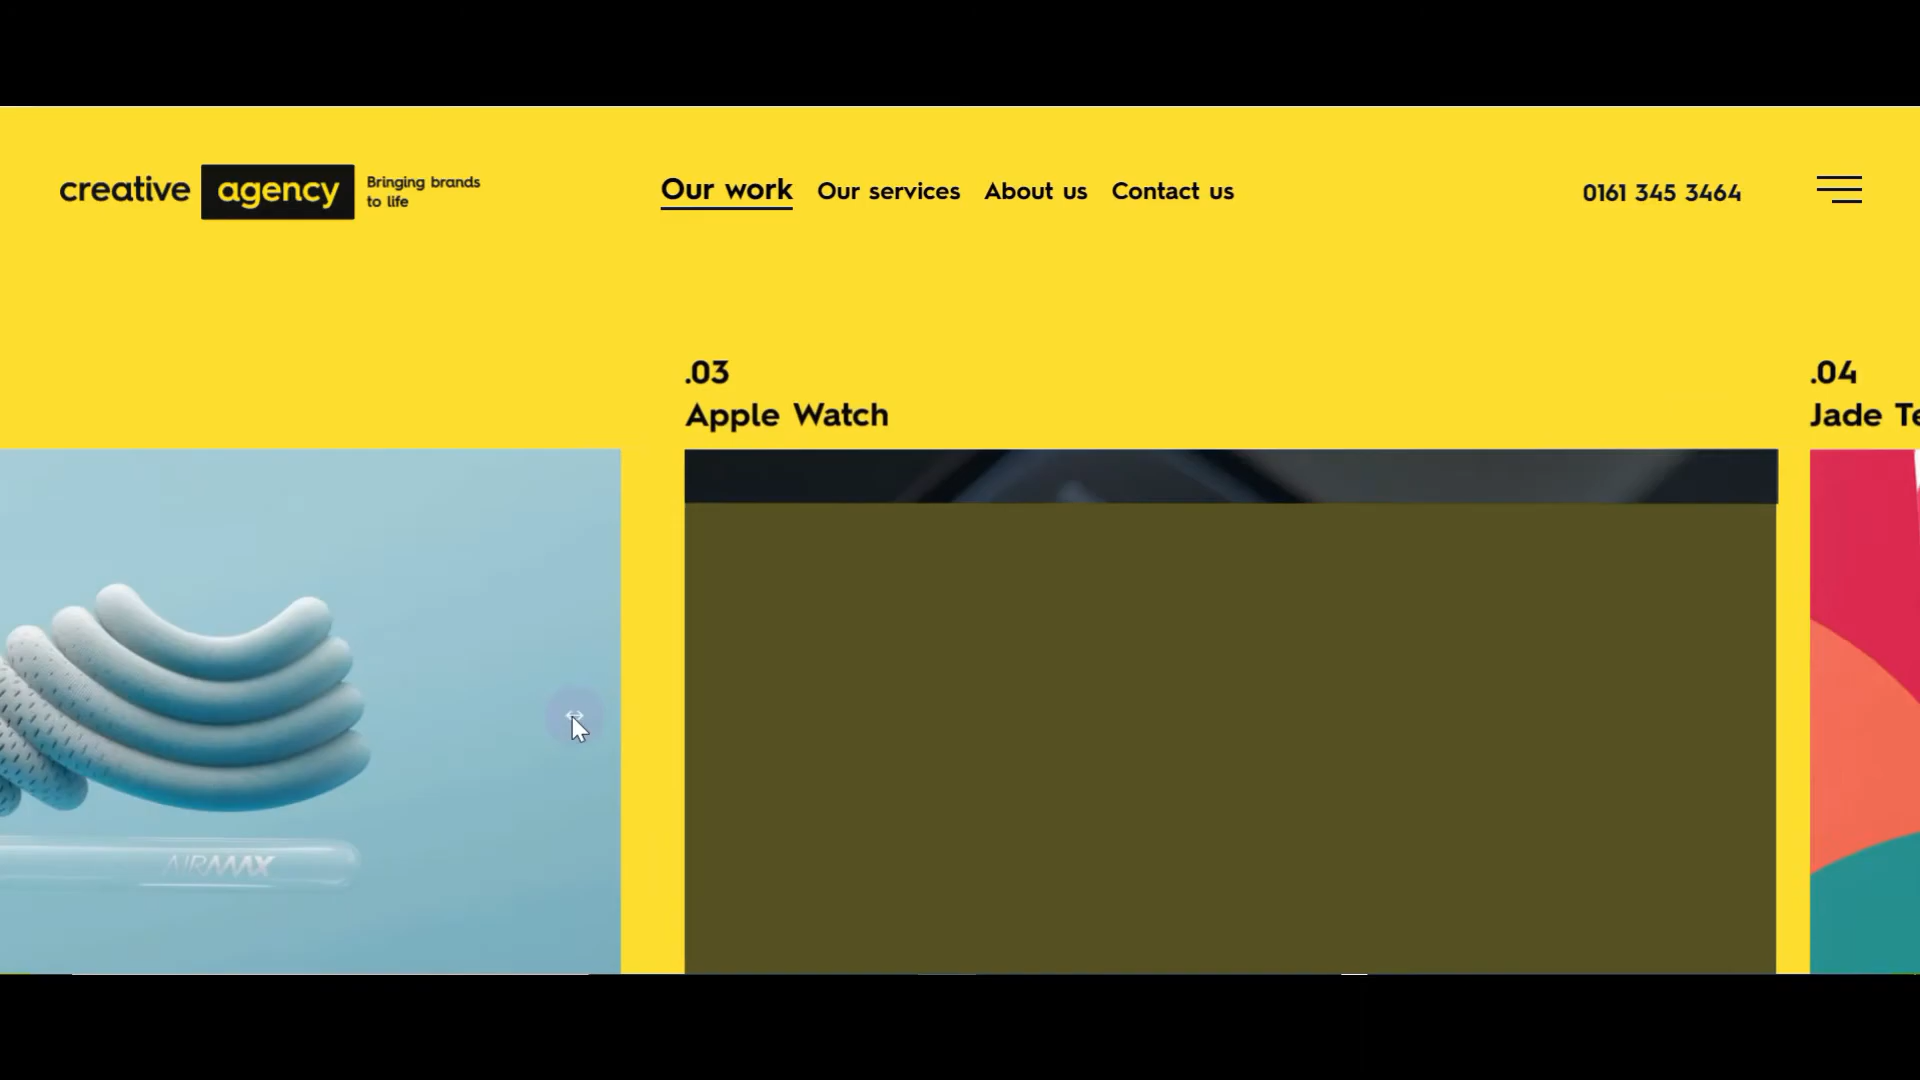 creative agency
Bringing brands
to life
Our work
Our services
About us
Contact us
0161 345 3464
.03
Apple Watch
.04
Jade
AIRMAX